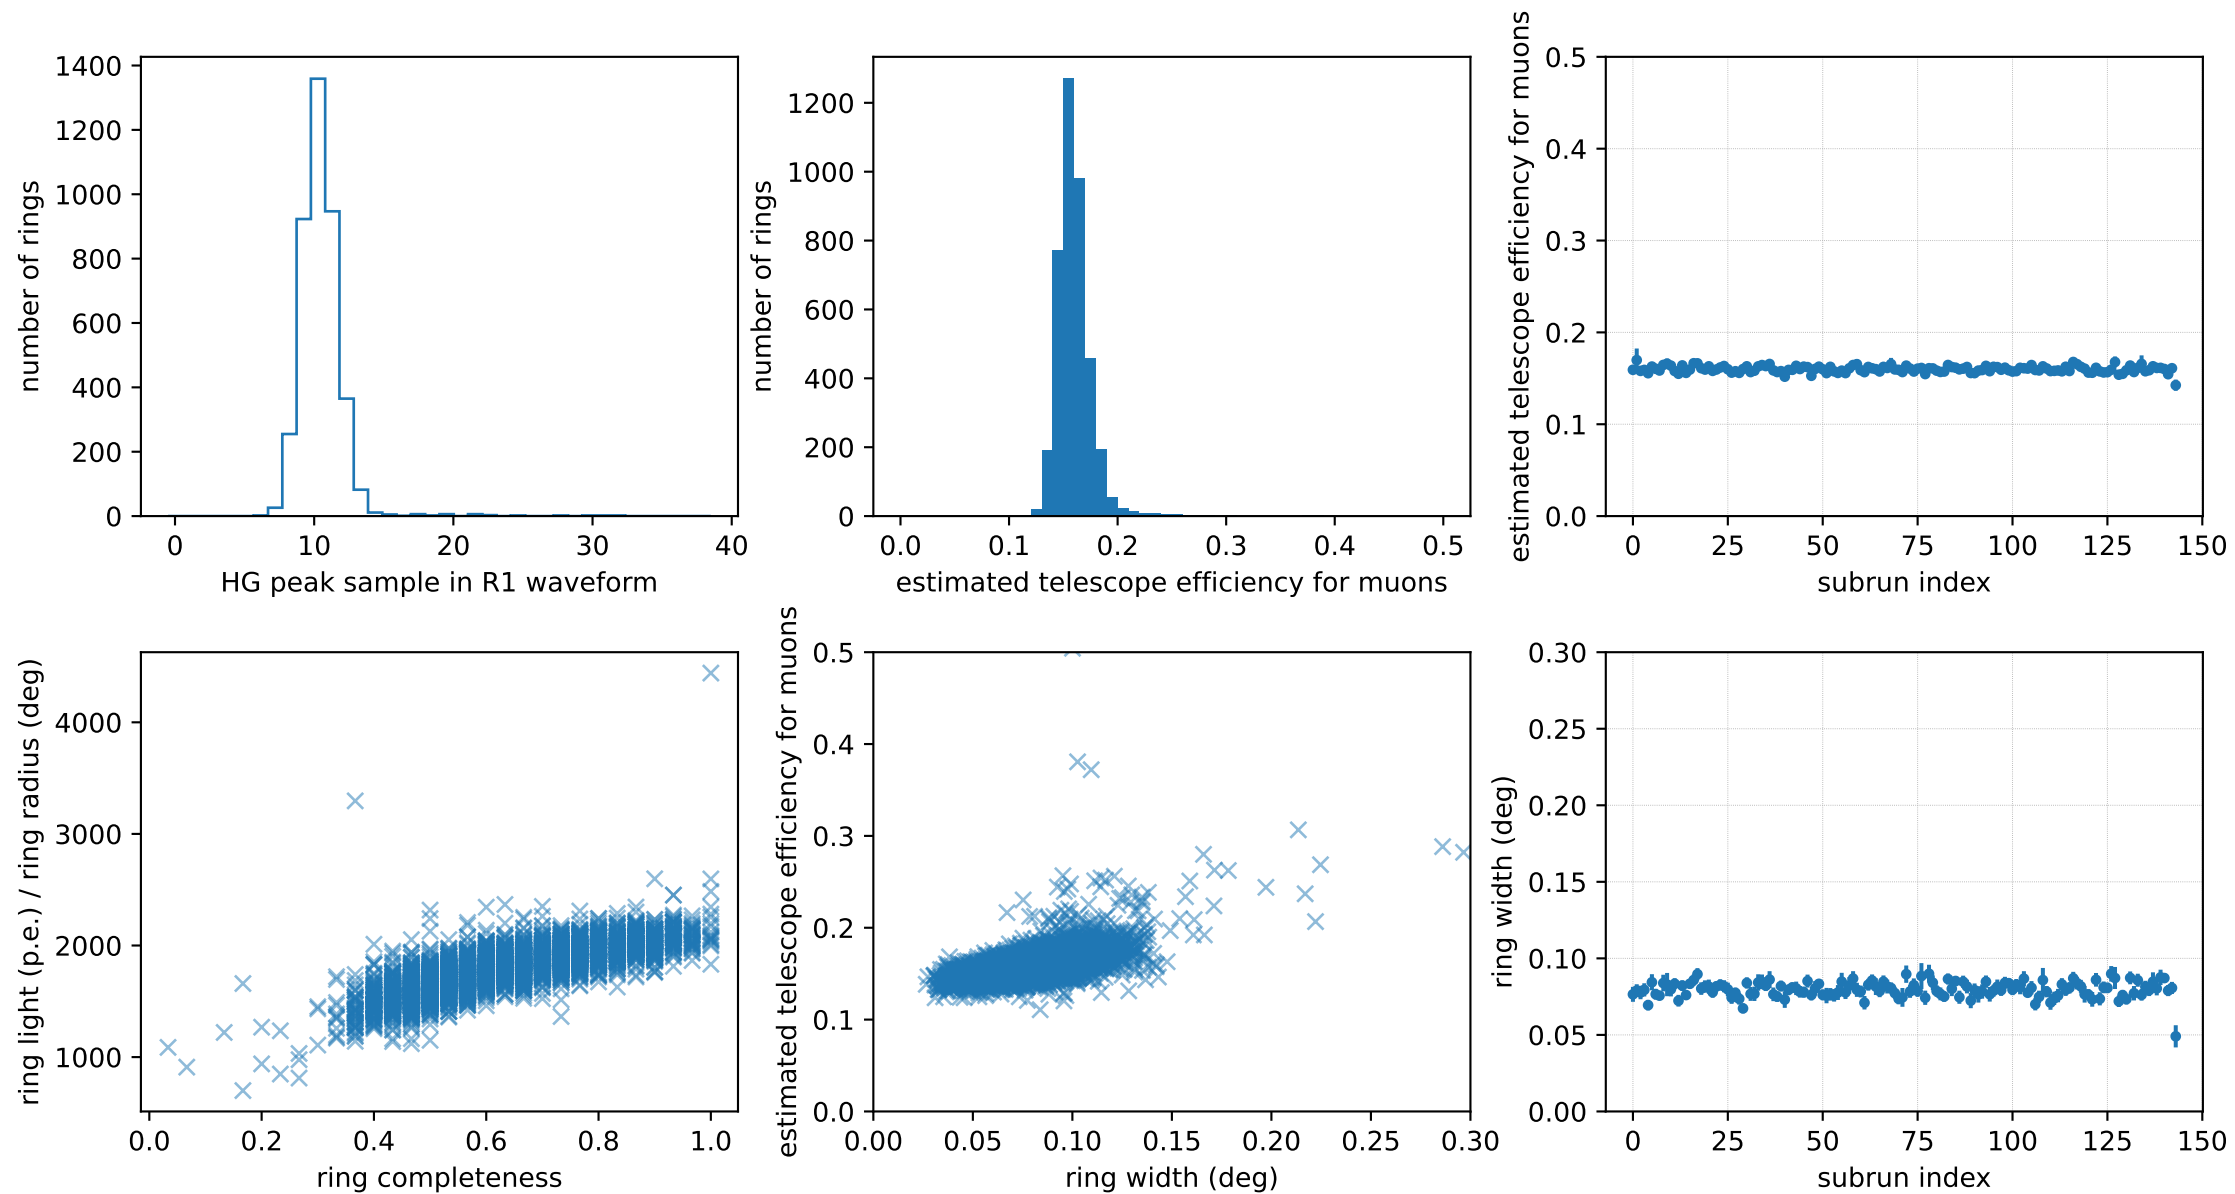 number of rings
1400
1200
1000
800
600
400
200
0
0 10 20 30 40
HG peak sample in R1 waveform
number of rings
1200
1000
800
600
400
200
0
0.0 0.1 0.2 0.3 0.4 0.5
estimated telescope efficiency for muons
estimated telescope efficiency for muons
0.5
0.4
0.3
0.2
0.1
0.0
0 25 50 75 100 125 150
subrun index
ring light (p.e.) / ring radius (deg)
4000
3000
2000
1000
0.0 0.2 0.4 0.6 0.8 1.0
ring completeness
estimated telescope efficiency for muons
0.5
0.4
0.3
0.2
0.1
0.0
0.00 0.05 0.10 0.15 0.20 0.25 0.30
ring width (deg)
ring width (deg)
0.30
0.25
0.20
0.15
0.10
0.05
0.00
0 25 50 75 100 125 150
subrun index